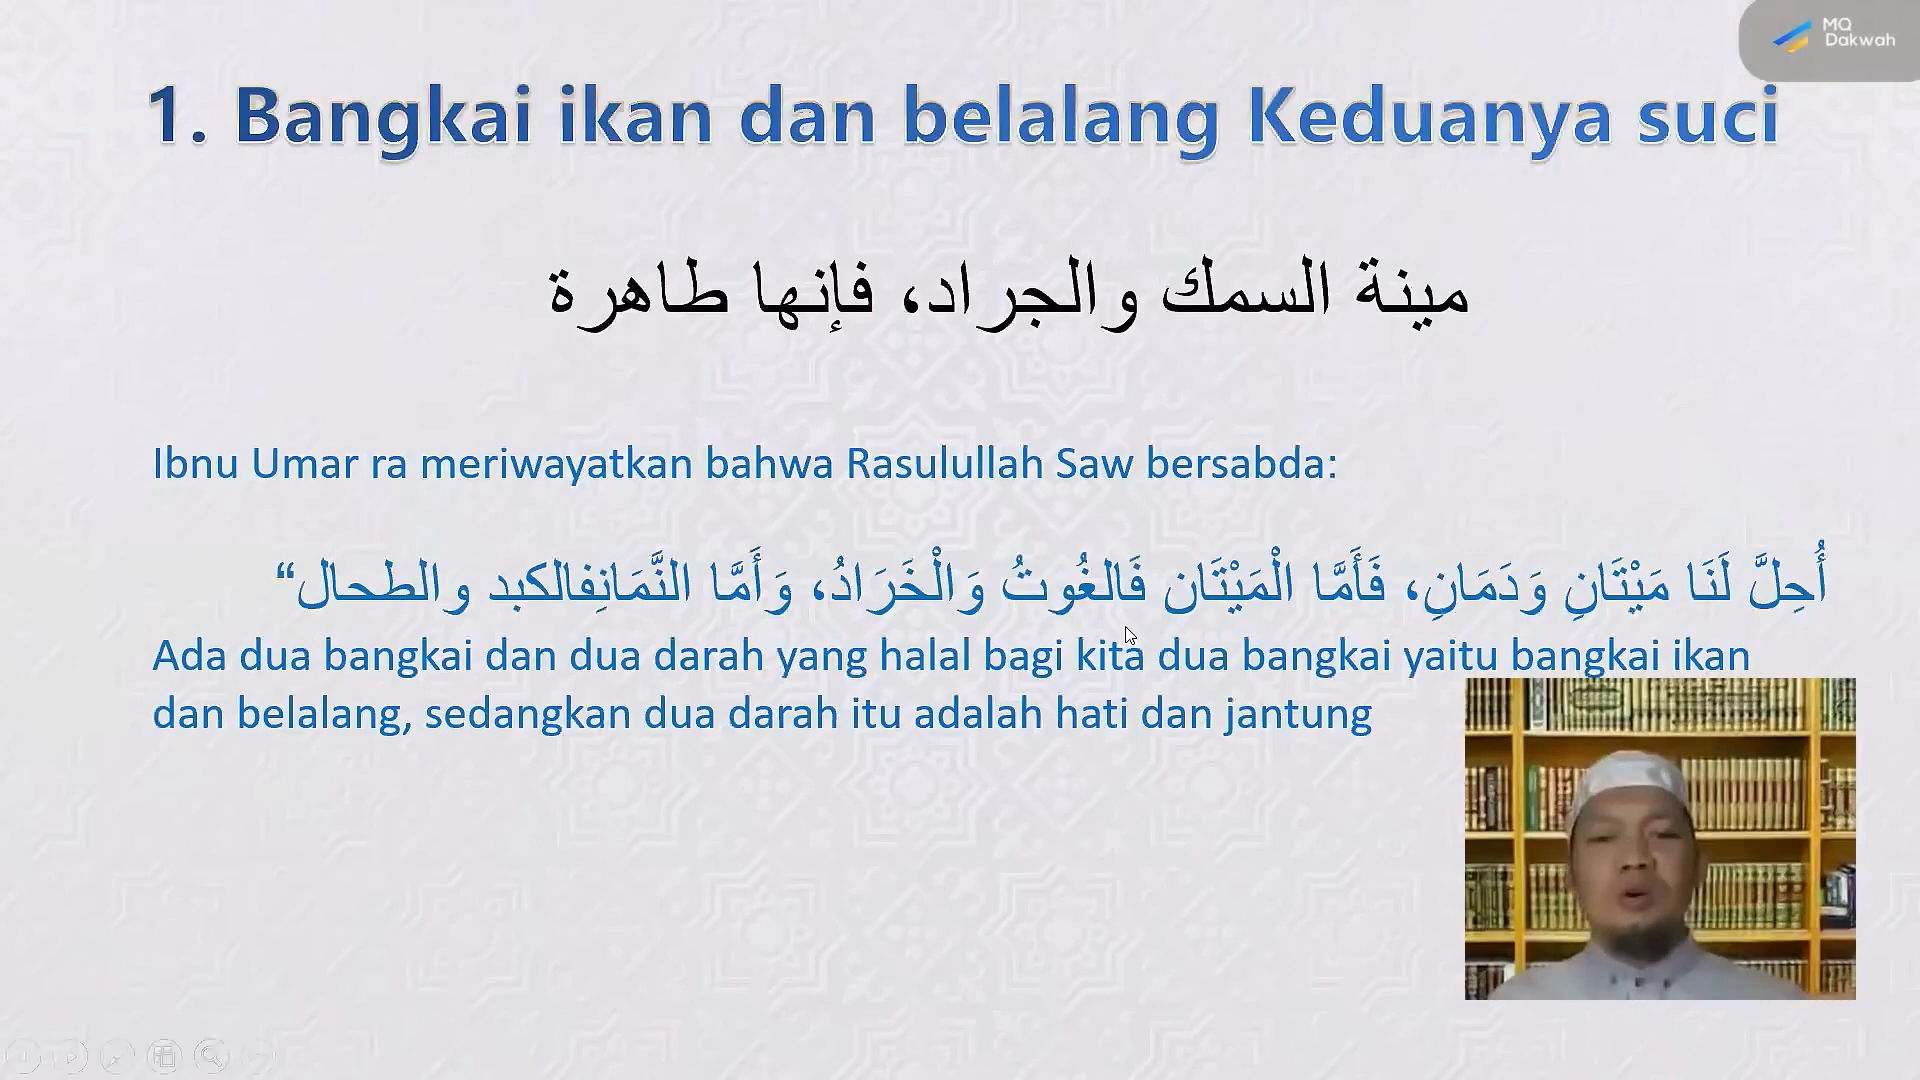 MQ
Dakwah
1. Bangkai ikan dan belalang Keduanya suci
مينة السمك والجراد، فإنها طاهرة
Ibnu Umar ra meriwayatkan bahwa Rasulullah Saw bersabda:
أُحِلَّ لَنَا مَيْتَانِ وَدَمَانِ، فَأَمَّا الْمَيْتَان فَالغُوتُ وَالْخَرَادُ، وَأَمَّا النَّمَانِفالكبد والطحال“
Ada dua bangkai dan dua darah yang halal bagi kita dua bangkai yaitu bangkai ikan
dan belalang, sedangkan dua darah itu adalah hati dan jantung